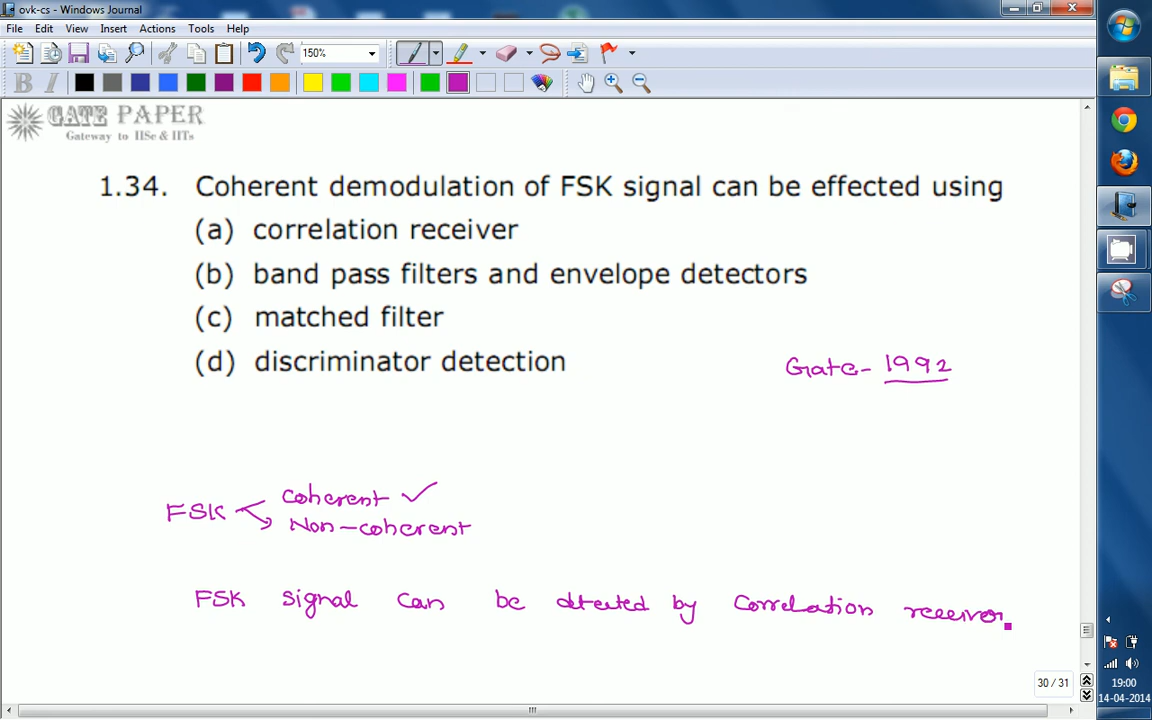 ovk-cs - Windows Journal
File Edit View Insert Actions Tools Help
150%
B I
GATE PAPER
Gateway to IISc & IITs
1.34. Coherent demodulation of FSK signal can be effected using
(a) correlation receiver
(b) band pass filters and envelope detectors
(c) matched filter
(d) discriminator detection
Gate- 1992
FSK
Coherent ✓
Non-coherent
FSK signal can be detected by Correlation receiver
30 / 31
19:00
14-04-2014